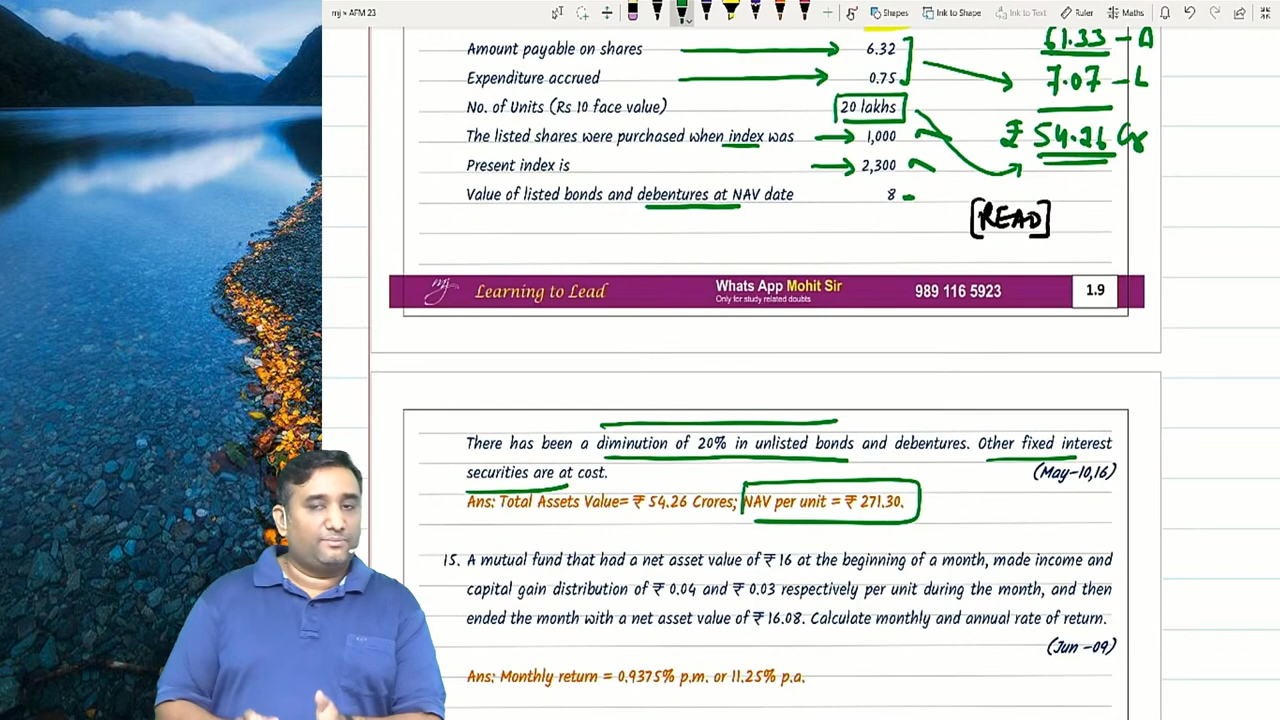 mj × AFM 23
Shapes
Ink to Shape
Ink to Text
Ruler
Maths
Amount payable on shares 6.32
61.33 - A
Expenditure accrued 0.75
7.07 - L
No. of Units (Rs 10 face value) 20 lakhs
The listed shares were purchased when index was 1,000
₹ 54.26 Cr
Present index is 2,300
Value of listed bonds and debentures at NAV date 8
[READ]
mj Learning to Lead
Whats App Mohit Sir
Only for study related doubts
989 116 5923
1.9
There has been a diminution of 20% in unlisted bonds and debentures. Other fixed interest
securities are at cost. (May-10,16)
Ans: Total Assets Value= ₹ 54.26 Crores; NAV per unit = ₹ 271.30.
15. A mutual fund that had a net asset value of ₹ 16 at the beginning of a month, made income and
capital gain distribution of ₹ 0.04 and ₹ 0.03 respectively per unit during the month, and then
ended the month with a net asset value of ₹ 16.08. Calculate monthly and annual rate of return.
(Jun -09)
Ans: Monthly return = 0.9375% p.m. or 11.25% p.a.